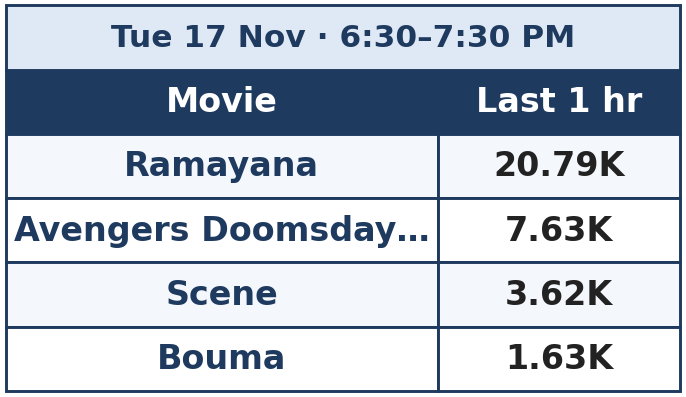 Tue 17 Nov · 6:30–7:30 PM
Movie Last 1 hr
Ramayana 20.79K
Avengers Doomsday... 7.63K
Scene 3.62K
Bouma 1.63K